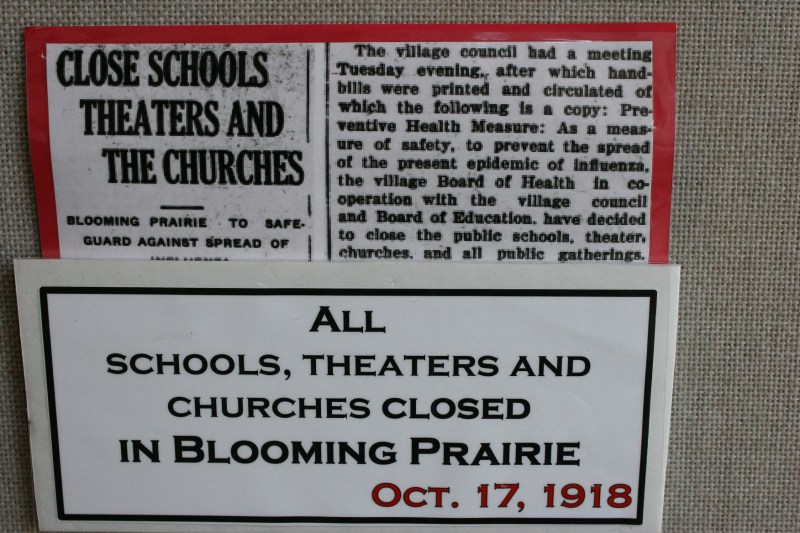 CLOSE SCHOOLS
THEATERS AND
THE CHURCHES
BLOOMING PRAIRIE TO SAFE-
GUARD AGAINST SPREAD OF
INFLUENZA
The village council had a meeting
Tuesday evening, after which hand-
bills were printed and circulated of
which the following is a copy: Pre-
ventive Health Measure: As a meas-
ure of safety, to prevent the spread
of the present epidemic of influenza,
the village Board of Health in co-
operation with the village council
and Board of Education, have decided
to close the public schools, theater,
churches, and all public gatherings.
ALL
SCHOOLS, THEATERS AND
CHURCHES CLOSED
IN BLOOMING PRAIRIE
OCT. 17, 1918